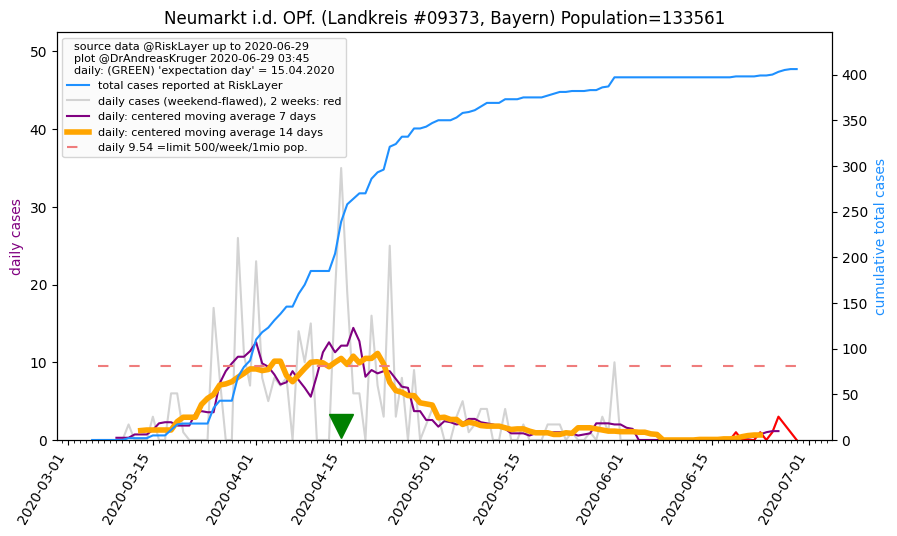 Neumarkt i.d. OPf. (Landkreis #09373, Bayern) Population=133561
source data @RiskLayer up to 2020-06-29
plot @DrAndreasKruger 2020-06-29 03:45
daily: (GREEN) 'expectation day' = 15.04.2020
total cases reported at RiskLayer
daily cases (weekend-flawed), 2 weeks: red
daily: centered moving average 7 days
daily: centered moving average 14 days
daily 9.54 =limit 500/week/1mio pop.
daily cases
50
40
30
20
10
0
cumulative total cases
400
350
300
250
200
150
100
50
0
2020-03-01
2020-03-15
2020-04-01
2020-04-15
2020-05-01
2020-05-15
2020-06-01
2020-06-15
2020-07-01